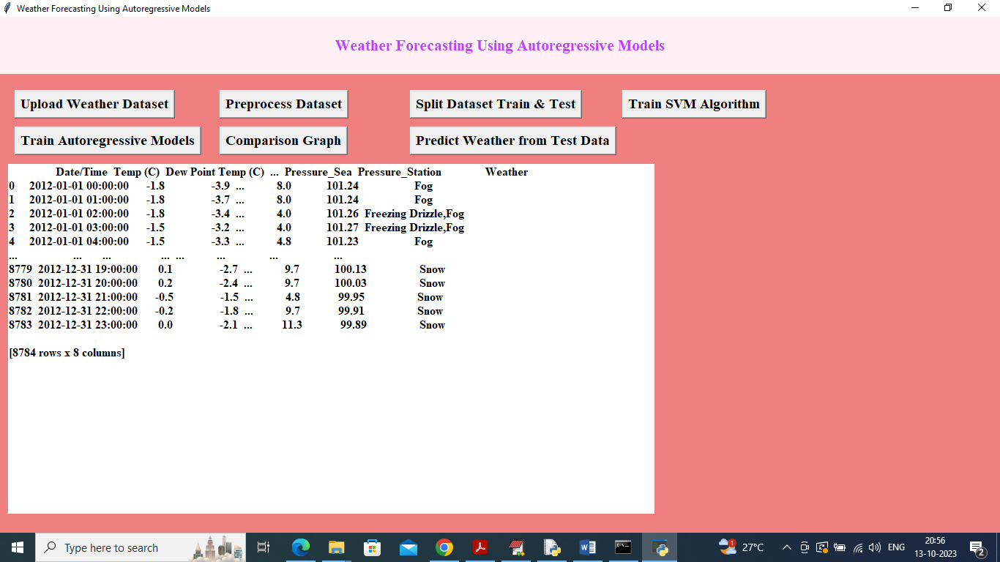 Weather Forecasting Using Autoregressive Models
Weather Forecasting Using Autoregressive Models
Upload Weather Dataset Preprocess Dataset Split Dataset Train & Test Train SVM Algorithm
Train Autoregressive Models Comparison Graph Predict Weather from Test Data
Date/Time Temp (C) Dew Point Temp (C) ... Pressure_Sea Pressure_Station Weather
0 2012-01-01 00:00:00 -1.8 -3.9 ... 8.0 101.24 Fog
1 2012-01-01 01:00:00 -1.8 -3.7 ... 8.0 101.24 Fog
2 2012-01-01 02:00:00 -1.8 -3.4 ... 4.0 101.26 Freezing Drizzle,Fog
3 2012-01-01 03:00:00 -1.5 -3.2 ... 4.0 101.27 Freezing Drizzle,Fog
4 2012-01-01 04:00:00 -1.5 -3.3 ... 4.8 101.23 Fog
... ... ... ... ... ... ... ...
8779 2012-12-31 19:00:00 0.1 -2.7 ... 9.7 100.13 Snow
8780 2012-12-31 20:00:00 0.2 -2.4 ... 9.7 100.03 Snow
8781 2012-12-31 21:00:00 -0.5 -1.5 ... 4.8 99.95 Snow
8782 2012-12-31 22:00:00 -0.2 -1.8 ... 9.7 99.91 Snow
8783 2012-12-31 23:00:00 0.0 -2.1 ... 11.3 99.89 Snow
[8784 rows x 8 columns]
Type here to search 1 27°C ENG 20:56
13-10-2023 2